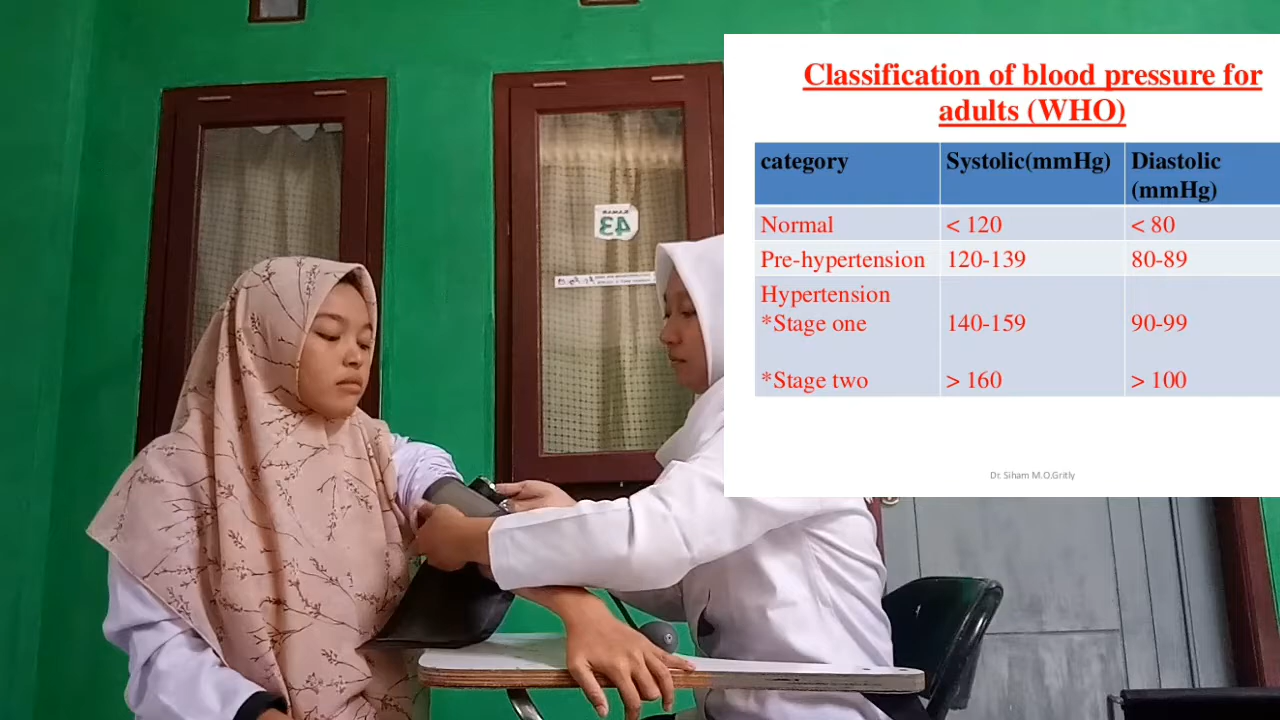 Classification of blood pressure for
adults (WHO)
category Systolic(mmHg) Diastolic
(mmHg)
Normal < 120 < 80
Pre-hypertension 120-139 80-89
Hypertension
*Stage one 140-159 90-99
*Stage two > 160 > 100
Dr. Siham M.O.Gritly
43